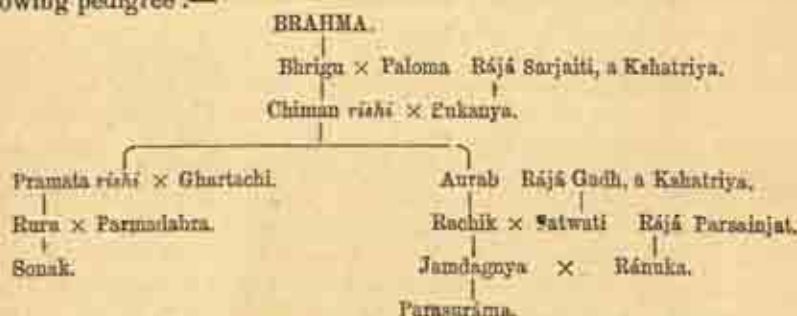 owing pedigree :—
BRAHMA.
Bhrigu × Paloma Rájá Sarjaiti, a Kshatriya.
Chiman rishi × Sukanya.
Pramata rishi × Ghartachi. Aurab Rájá Gadh, a Kshatriya.
Ruru × Parmadabra. Rachik × Satwati Rájá Parsainjat.
Sonak. Jamdagnya × Ránuka.
Parasuráma.